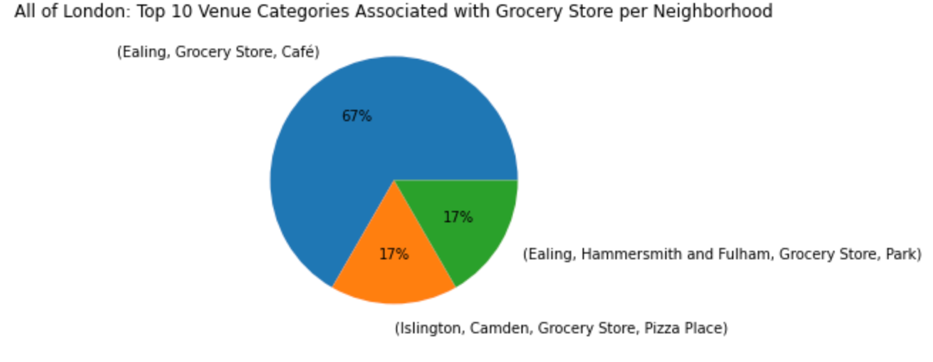 All of London: Top 10 Venue Categories Associated with Grocery Store per Neighborhood
(Ealing, Grocery Store, Café)
67%
17%
17%
(Ealing, Hammersmith and Fulham, Grocery Store, Park)
(Islington, Camden, Grocery Store, Pizza Place)